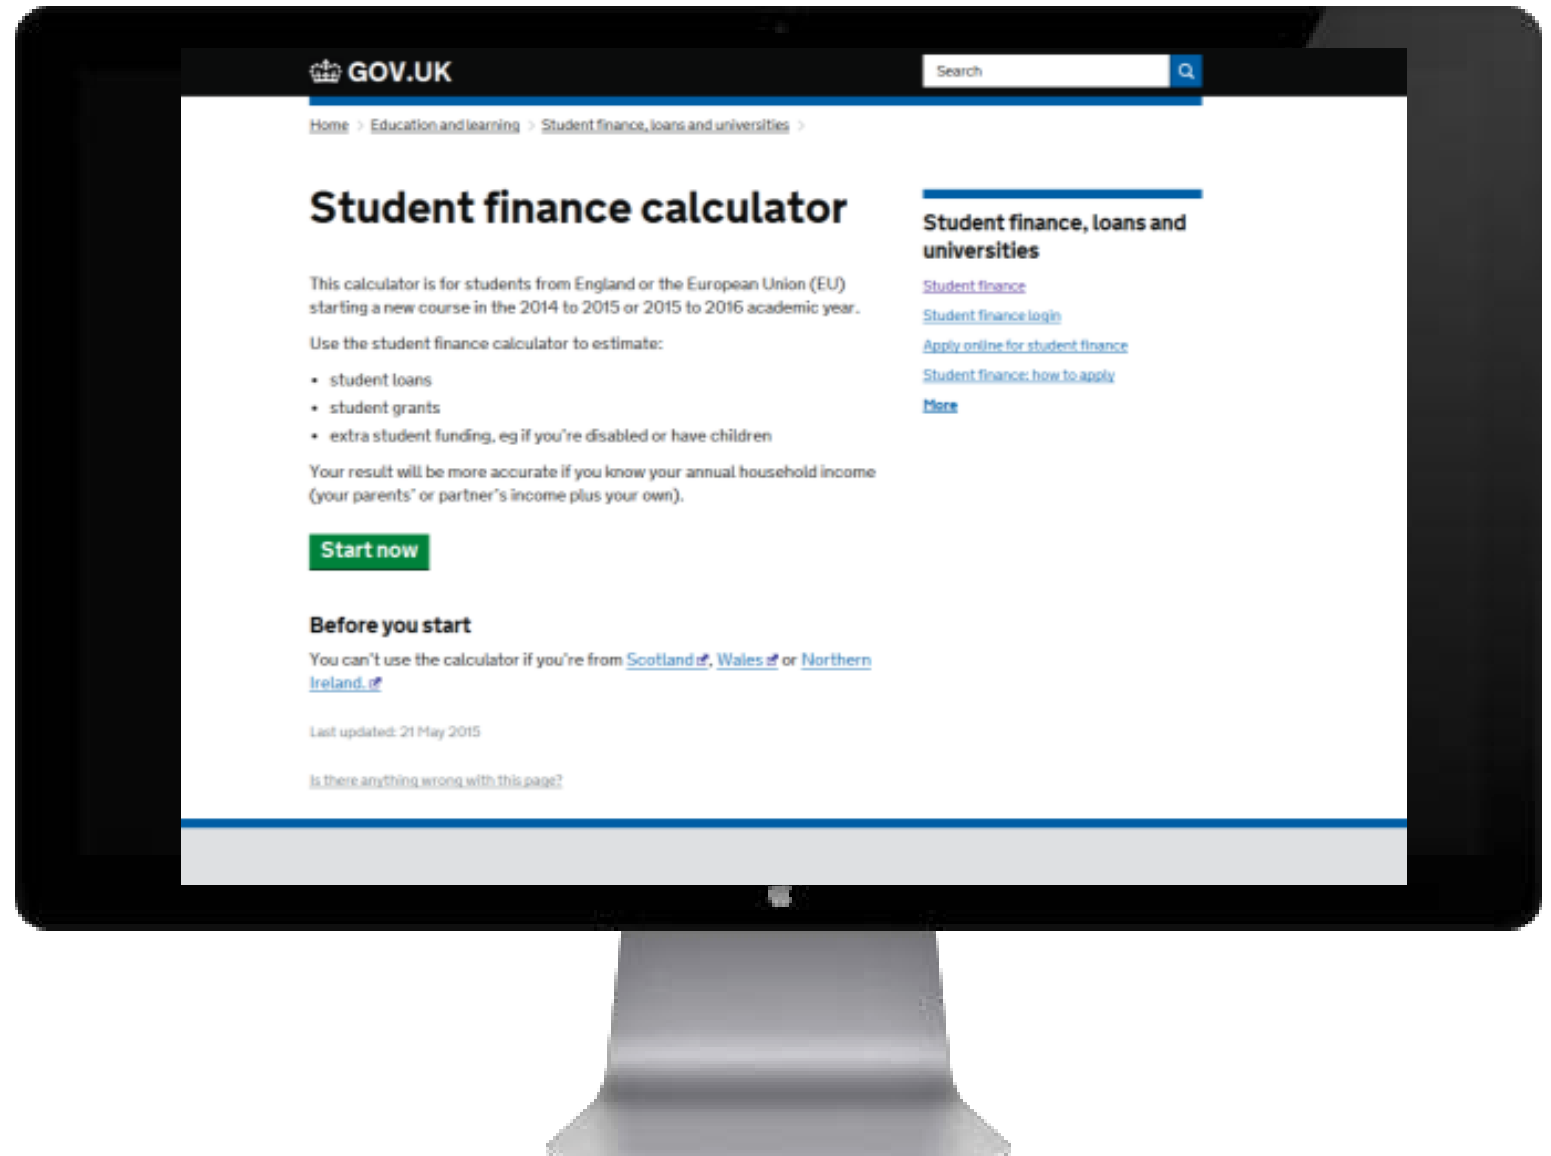 GOV.UK
Search
Home > Education and learning > Student finance, loans and universities >
Student finance calculator
This calculator is for students from England or the European Union (EU)
starting a new course in the 2014 to 2015 or 2015 to 2016 academic year.
Use the student finance calculator to estimate:
• student loans
• student grants
• extra student funding, eg if you're disabled or have children
Your result will be more accurate if you know your annual household income
(your parents' or partner's income plus your own).
Start now
Before you start
You can't use the calculator if you're from Scotland, Wales or Northern
Ireland.
Last updated: 21 May 2015
Is there anything wrong with this page?
Student finance, loans and
universities
Student finance
Student finance login
Apply online for student finance
Student finance: how to apply
More